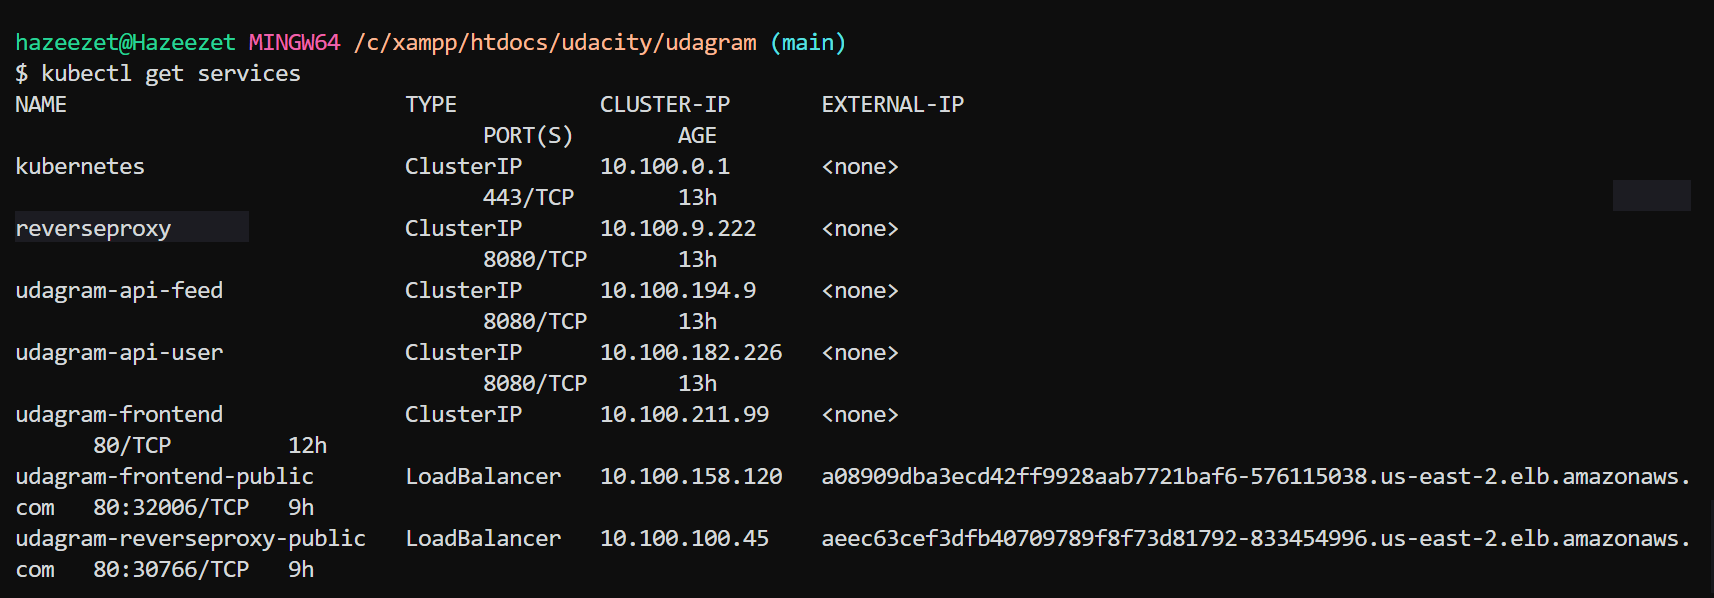 hazeezet@Hazeezet MINGW64 /c/xampp/htdocs/udacity/udagram (main)
$ kubectl get services
NAME                          TYPE           CLUSTER-IP       EXTERNAL-IP
                                    PORT(S)        AGE
kubernetes                    ClusterIP      10.100.0.1       <none>
                                    443/TCP        13h
reverseproxy                  ClusterIP      10.100.9.222     <none>
                                    8080/TCP       13h
udagram-api-feed              ClusterIP      10.100.194.9     <none>
                                    8080/TCP       13h
udagram-api-user              ClusterIP      10.100.182.226   <none>
                                    8080/TCP       13h
udagram-frontend              ClusterIP      10.100.211.99    <none>
      80/TCP         12h
udagram-frontend-public       LoadBalancer   10.100.158.120   a08909dba3ecd42ff9928aab7721baf6-576115038.us-east-2.elb.amazonaws.
com   80:32006/TCP   9h
udagram-reverseproxy-public   LoadBalancer   10.100.100.45    aeec63cef3dfb40709789f8f73d81792-833454996.us-east-2.elb.amazonaws.
com   80:30766/TCP   9h